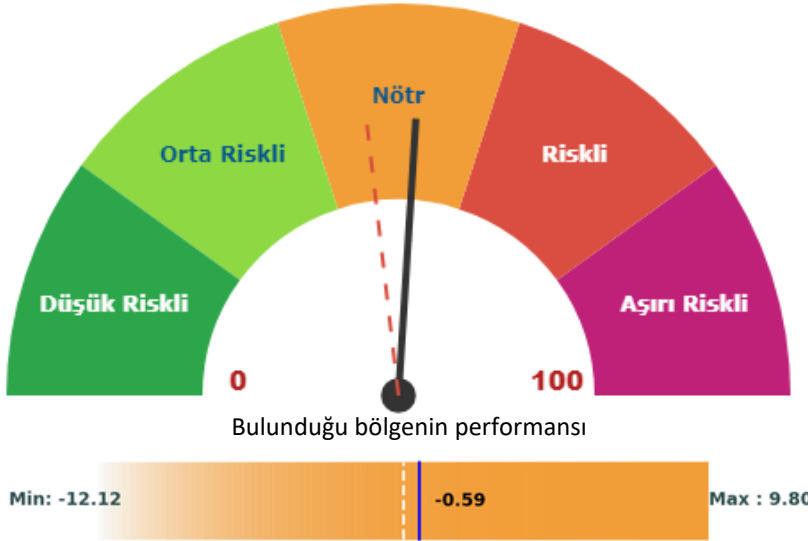 Nötr
Orta Riskli
Riskli
Düşük Riskli
Aşırı Riskli
0
100
Bulunduğu bölgenin performansı
Min: -12.12
-0.59
Max : 9.80